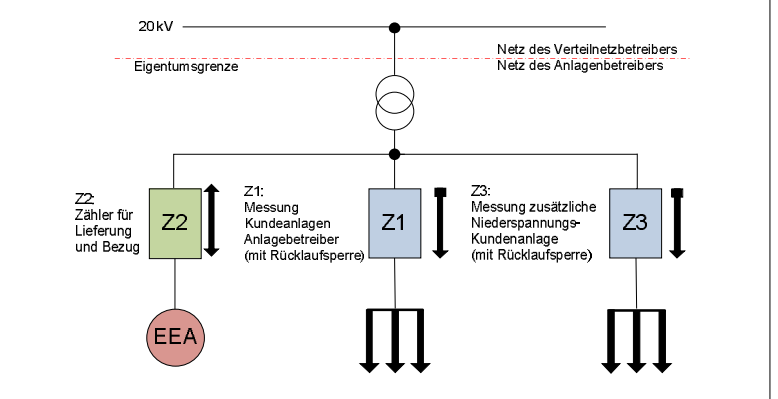 20kV
Netz des Verteilnetzbetreibers
Eigentumsgrenze
Netz des Anlagenbetreibers
Z2:
Zähler für
Lieferung
und Bezug
Z2
Z1:
Messung
Kundeanlagen
Anlagebetreiber
(mit Rücklaufsperre)
Z1
Z3:
Messung zusätzliche
Niederspannungs-
Kundenanlage
(mit Rücklaufsperre)
Z3
EEA